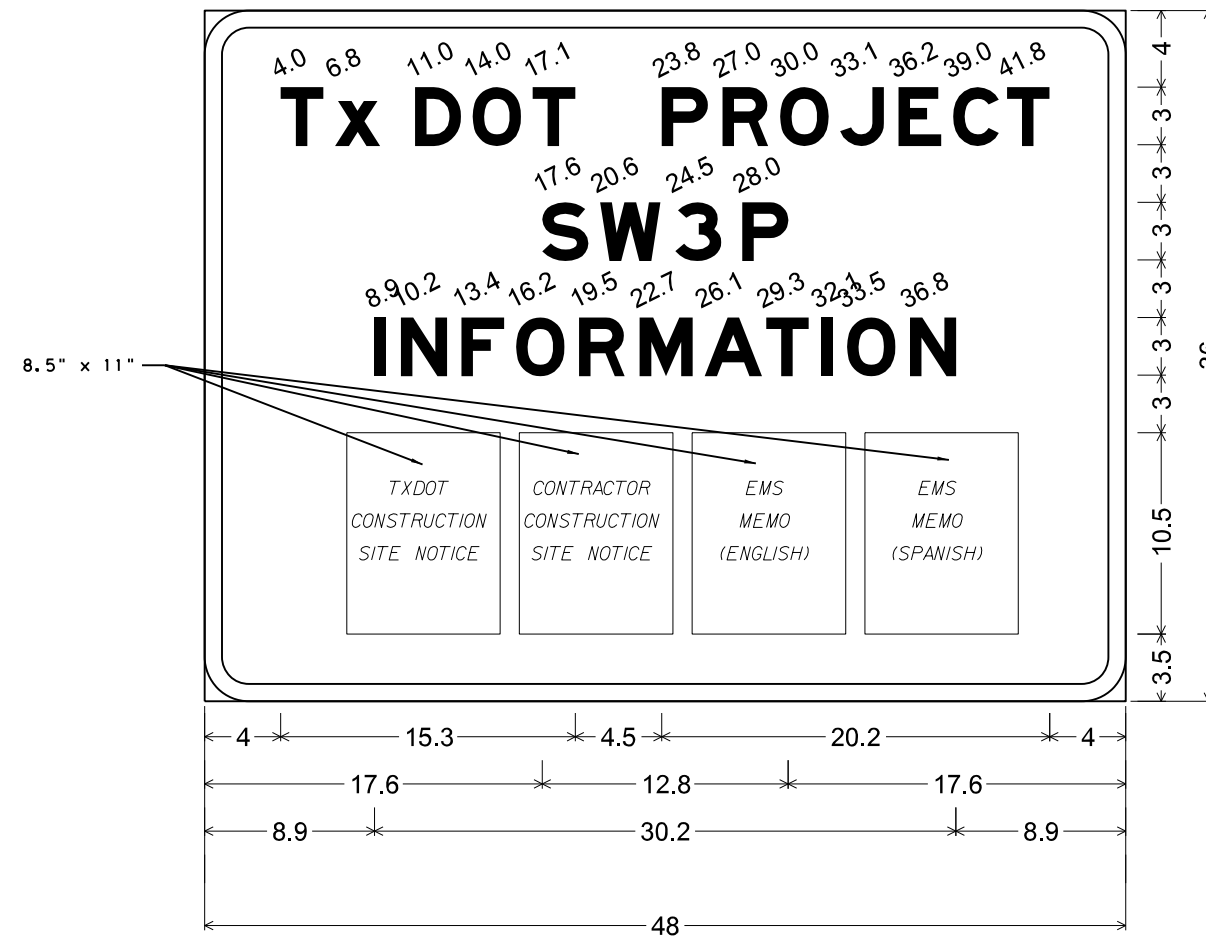 4.0 6.8 11.0 14.0 17.1 23.8 27.0 30.0 33.1 36.2 39.0 41.8
Tx DOT PROJECT
17.6 20.6 24.5 28.0
SW3P
8.9 10.2 13.4 16.2 19.5 22.7 26.1 29.3 32.1 33.5 36.8
INFORMATION
8.5" x 11"
TXDOT
CONSTRUCTION
SITE NOTICE
CONTRACTOR
CONSTRUCTION
SITE NOTICE
EMS
MEMO
(ENGLISH)
EMS
MEMO
(SPANISH)
4
3
3
3
3
3
3
10.5
3.5
4 15.3 4.5 20.2 4
17.6 12.8 17.6
8.9 30.2 8.9
48